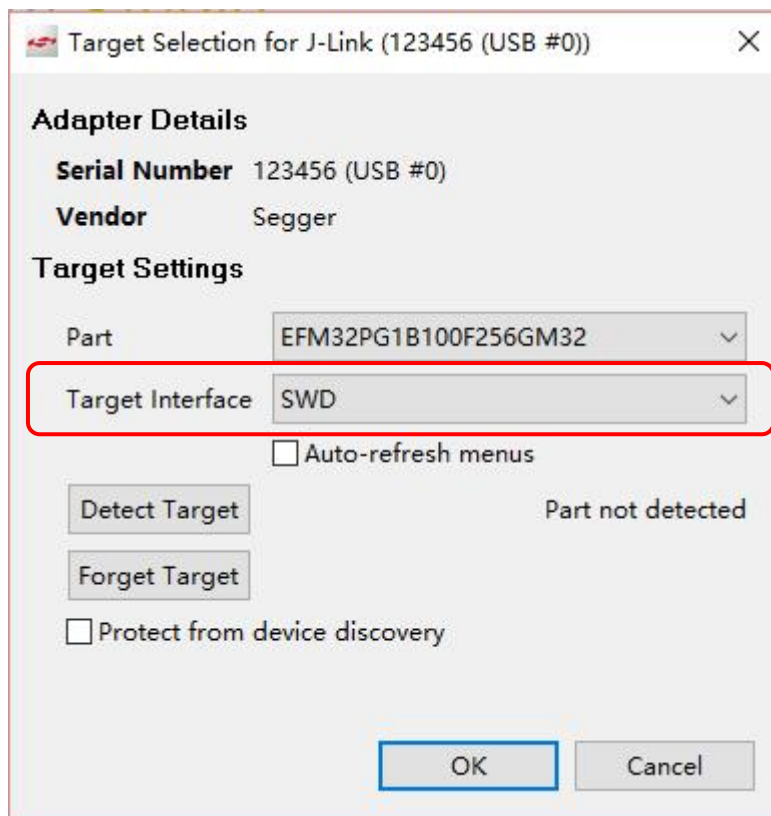 Target Selection for J-Link (123456 (USB #0))
Adapter Details
Serial Number 123456 (USB #0)
Vendor Segger
Target Settings
Part EFM32PG1B100F256GM32
Target Interface SWD
Auto-refresh menus
Detect Target Part not detected
Forget Target
Protect from device discovery
OK Cancel